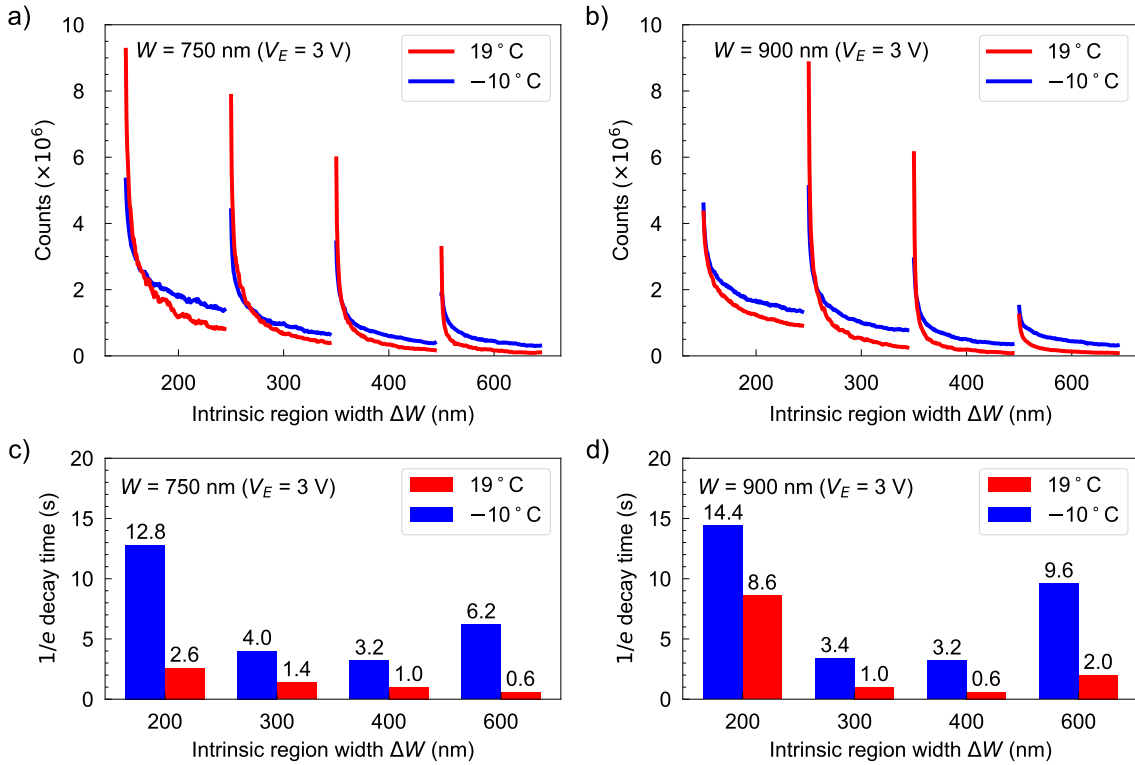 a)
W = 750 nm (V_E = 3 V)
19°C
−10°C
Counts (×10⁶)
10
8
6
4
2
0
200 300 400 600
Intrinsic region width ΔW (nm)
b)
W = 900 nm (V_E = 3 V)
19°C
−10°C
Counts (×10⁶)
10
8
6
4
2
0
200 300 400 600
Intrinsic region width ΔW (nm)
c)
W = 750 nm (V_E = 3 V)
19°C
−10°C
1/e decay time (s)
20
15
10
5
0
12.8 2.6 4.0 1.4 3.2 1.0 6.2 0.6
200 300 400 600
Intrinsic region width ΔW (nm)
d)
W = 900 nm (V_E = 3 V)
19°C
−10°C
1/e decay time (s)
20
15
10
5
0
14.4 8.6 3.4 1.0 3.2 0.6 9.6 2.0
200 300 400 600
Intrinsic region width ΔW (nm)